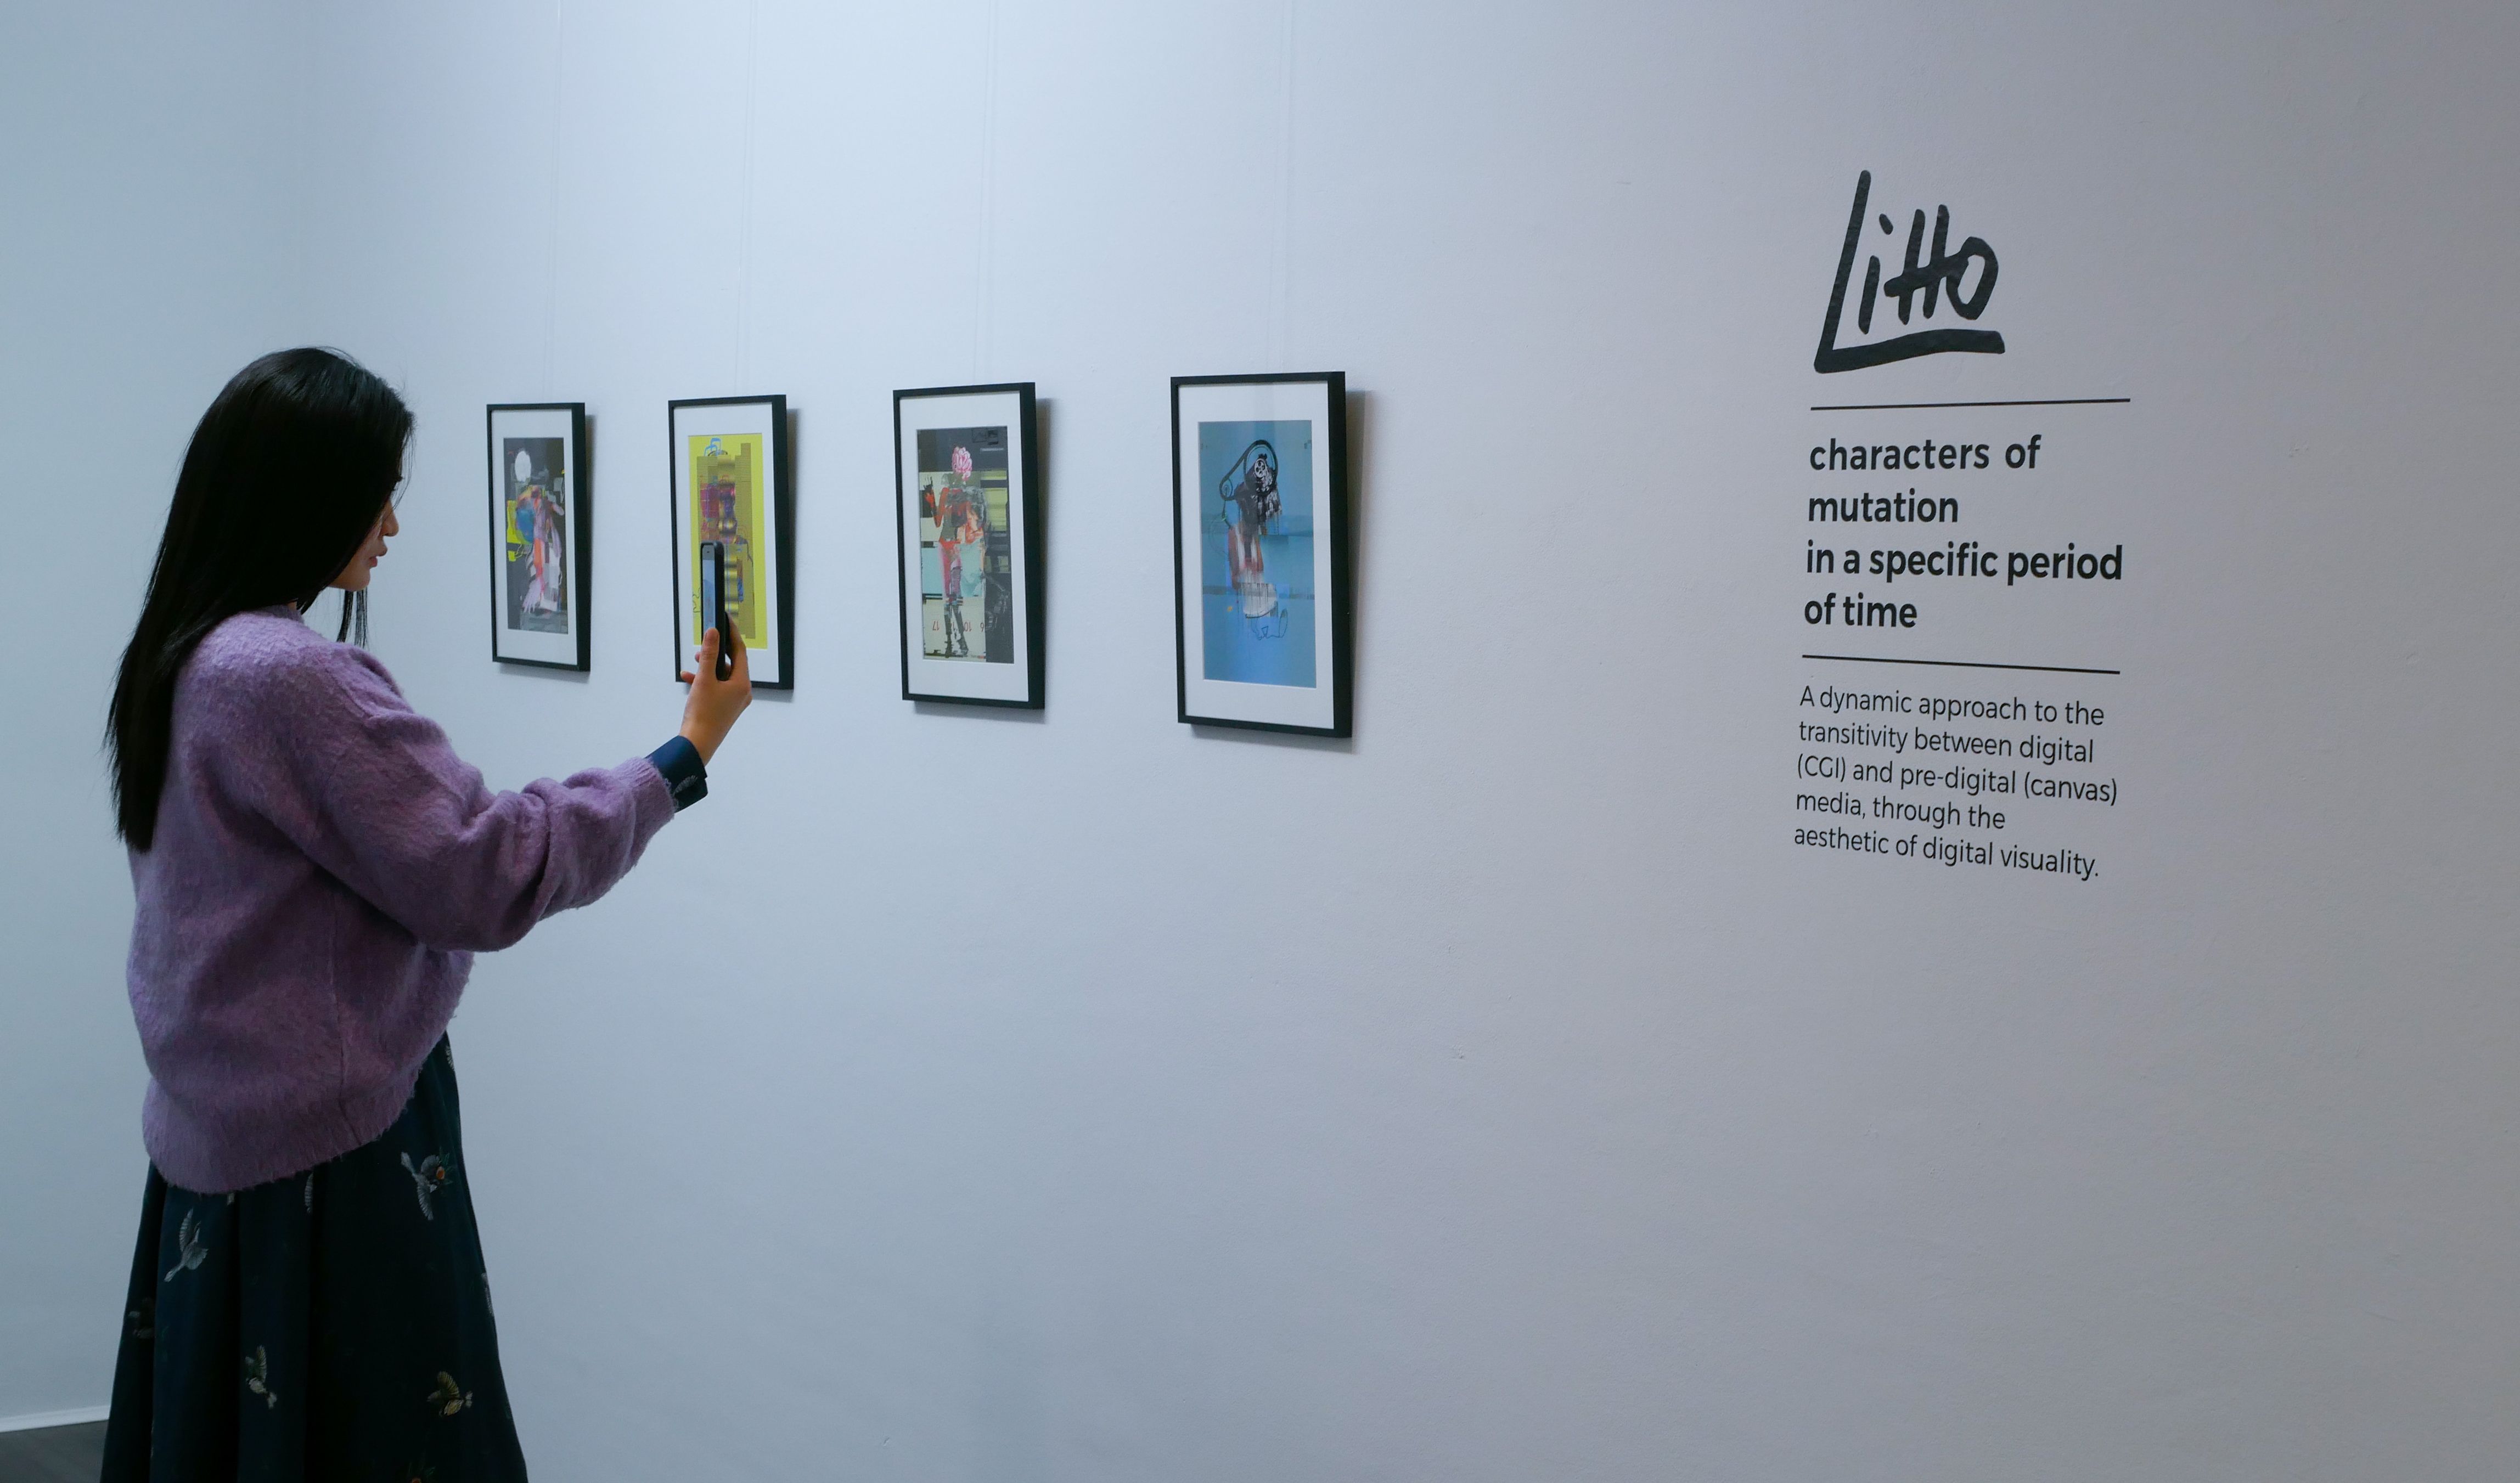 Litto
characters of
mutation
in a specific period
of time
A dynamic approach to the
transitivity between digital
(CGI) and pre-digital (canvas)
media, through the
aesthetic of digital visuality.